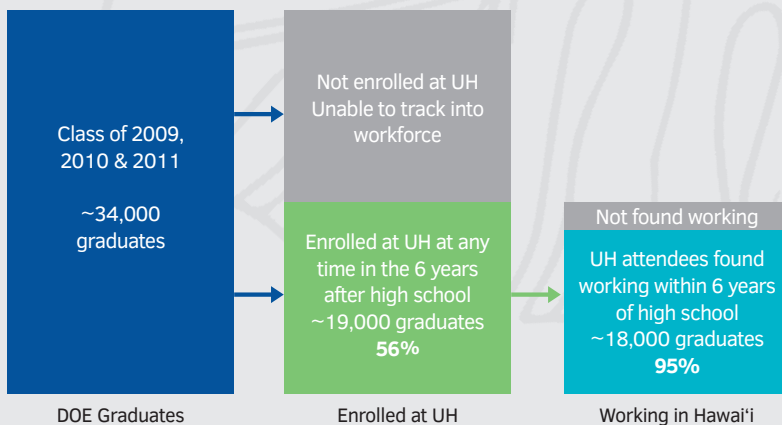 Class of 2009,
2010 & 2011
~34,000
graduates
DOE Graduates
Not enrolled at UH
Unable to track into
workforce
Enrolled at UH at any
time in the 6 years
after high school
~19,000 graduates
56%
Enrolled at UH
Not found working
UH attendees found
working within 6 years
of high school
~18,000 graduates
95%
Working in Hawaiʻi